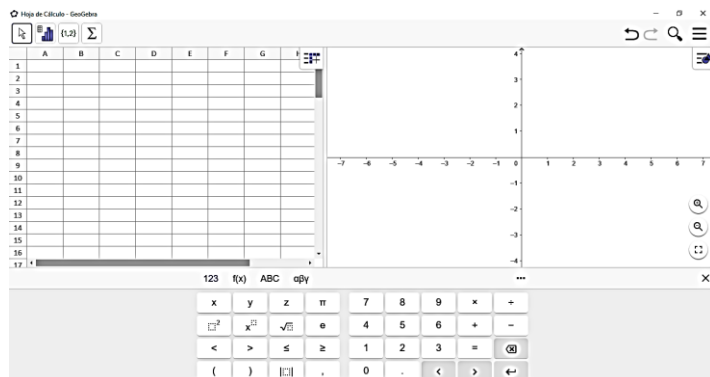 Hoja de Cálculo - GeoGebra
{1,2} Σ
A B C D E F G H
1
2
3
4
5
6
7
8
9
10
11
12
13
14
15
16
17
4
3
2
1
-7 -6 -5 -4 -3 -2 -1 0 1 2 3 4 5 6 7
-1
-2
-3
-4
123 f(x) ABC αβγ ...
x y z π 7 8 9 × ÷
□² x□ √□ e 4 5 6 + −
< > ≤ ≥ 1 2 3 =
( ) |□| , 0 . < >